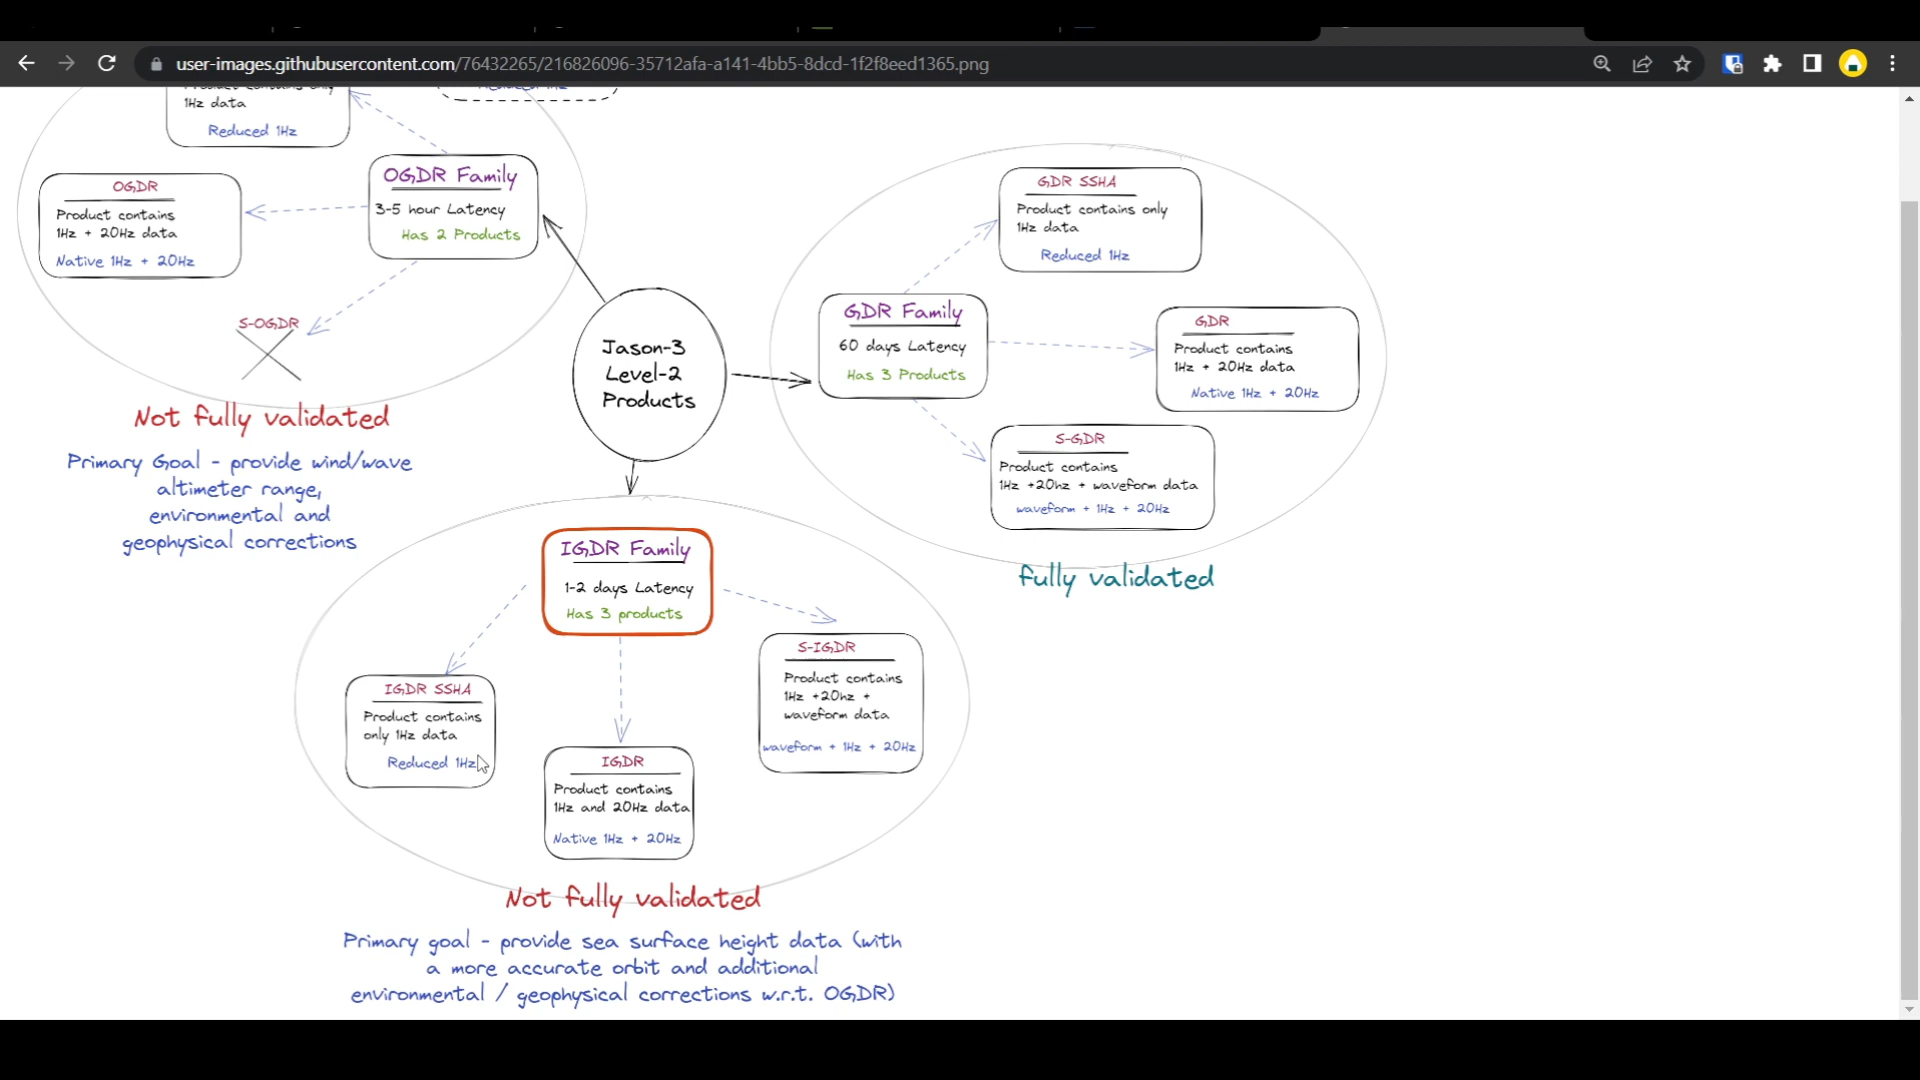 user-images.githubusercontent.com/76432265/216826096-35712afa-a141-4bb5-8dcd-1f2f8eed1365.png
Product contains only
1Hz data
Reduced 1Hz
Reduced 1Hz
OGDR Family
3-5 hour Latency
Has 2 Products
OGDR
Product contains
1Hz + 20Hz data
Native 1Hz + 20Hz
S-OGDR
Not fully validated
Primary Goal - provide wind/wave
altimeter range,
environmental and
geophysical corrections
Jason-3
Level-2
Products
GDR SSHA
Product contains only
1Hz data
Reduced 1Hz
GDR Family
60 days Latency
Has 3 Products
GDR
Product contains
1Hz + 20Hz data
Native 1Hz + 20Hz
S-GDR
Product contains
1Hz +20hz + waveform data
waveform + 1Hz + 20Hz
fully validated
IGDR Family
1-2 days Latency
Has 3 products
S-IGDR
Product contains
1Hz +20hz +
waveform data
waveform + 1Hz + 20Hz
IGDR SSHA
Product contains
only 1Hz data
Reduced 1Hz
IGDR
Product contains
1Hz and 20Hz data
Native 1Hz + 20Hz
Not fully validated
Primary goal - provide sea surface height data (with
a more accurate orbit and additional
environmental / geophysical corrections w.r.t. OGDR)